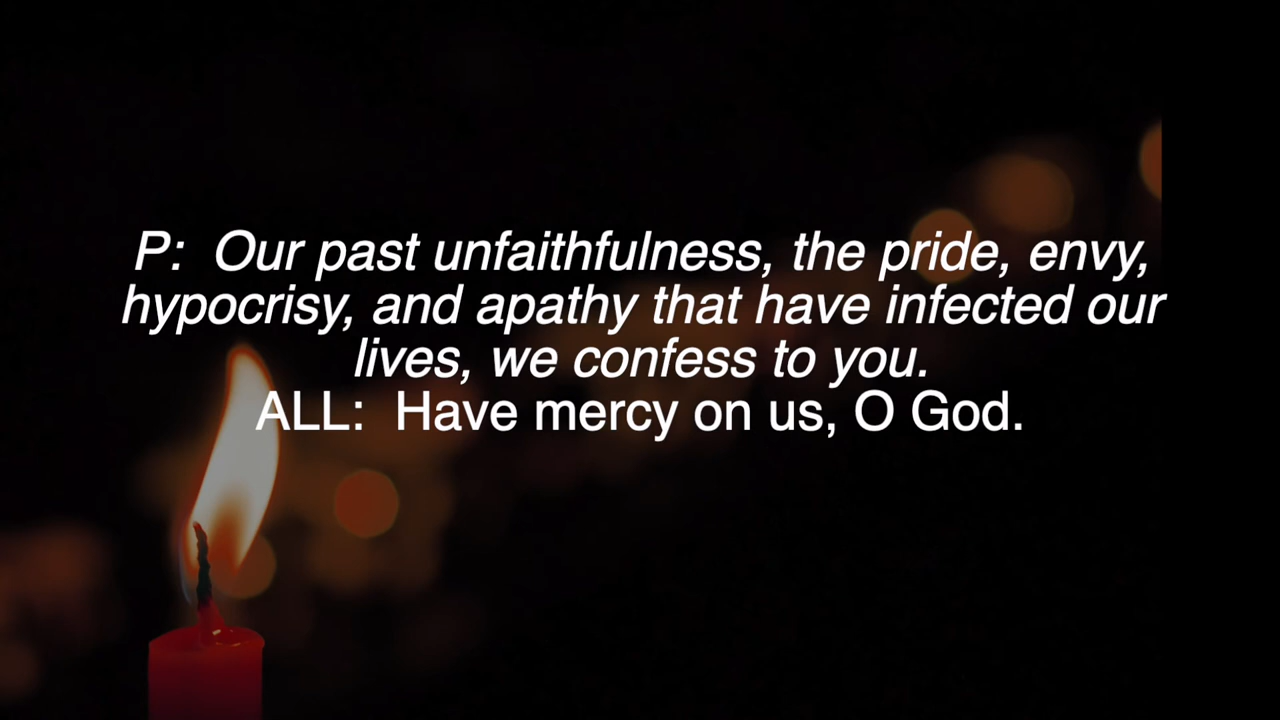 P:  Our past unfaithfulness, the pride, envy,
hypocrisy, and apathy that have infected our
lives, we confess to you.
ALL:  Have mercy on us, O God.